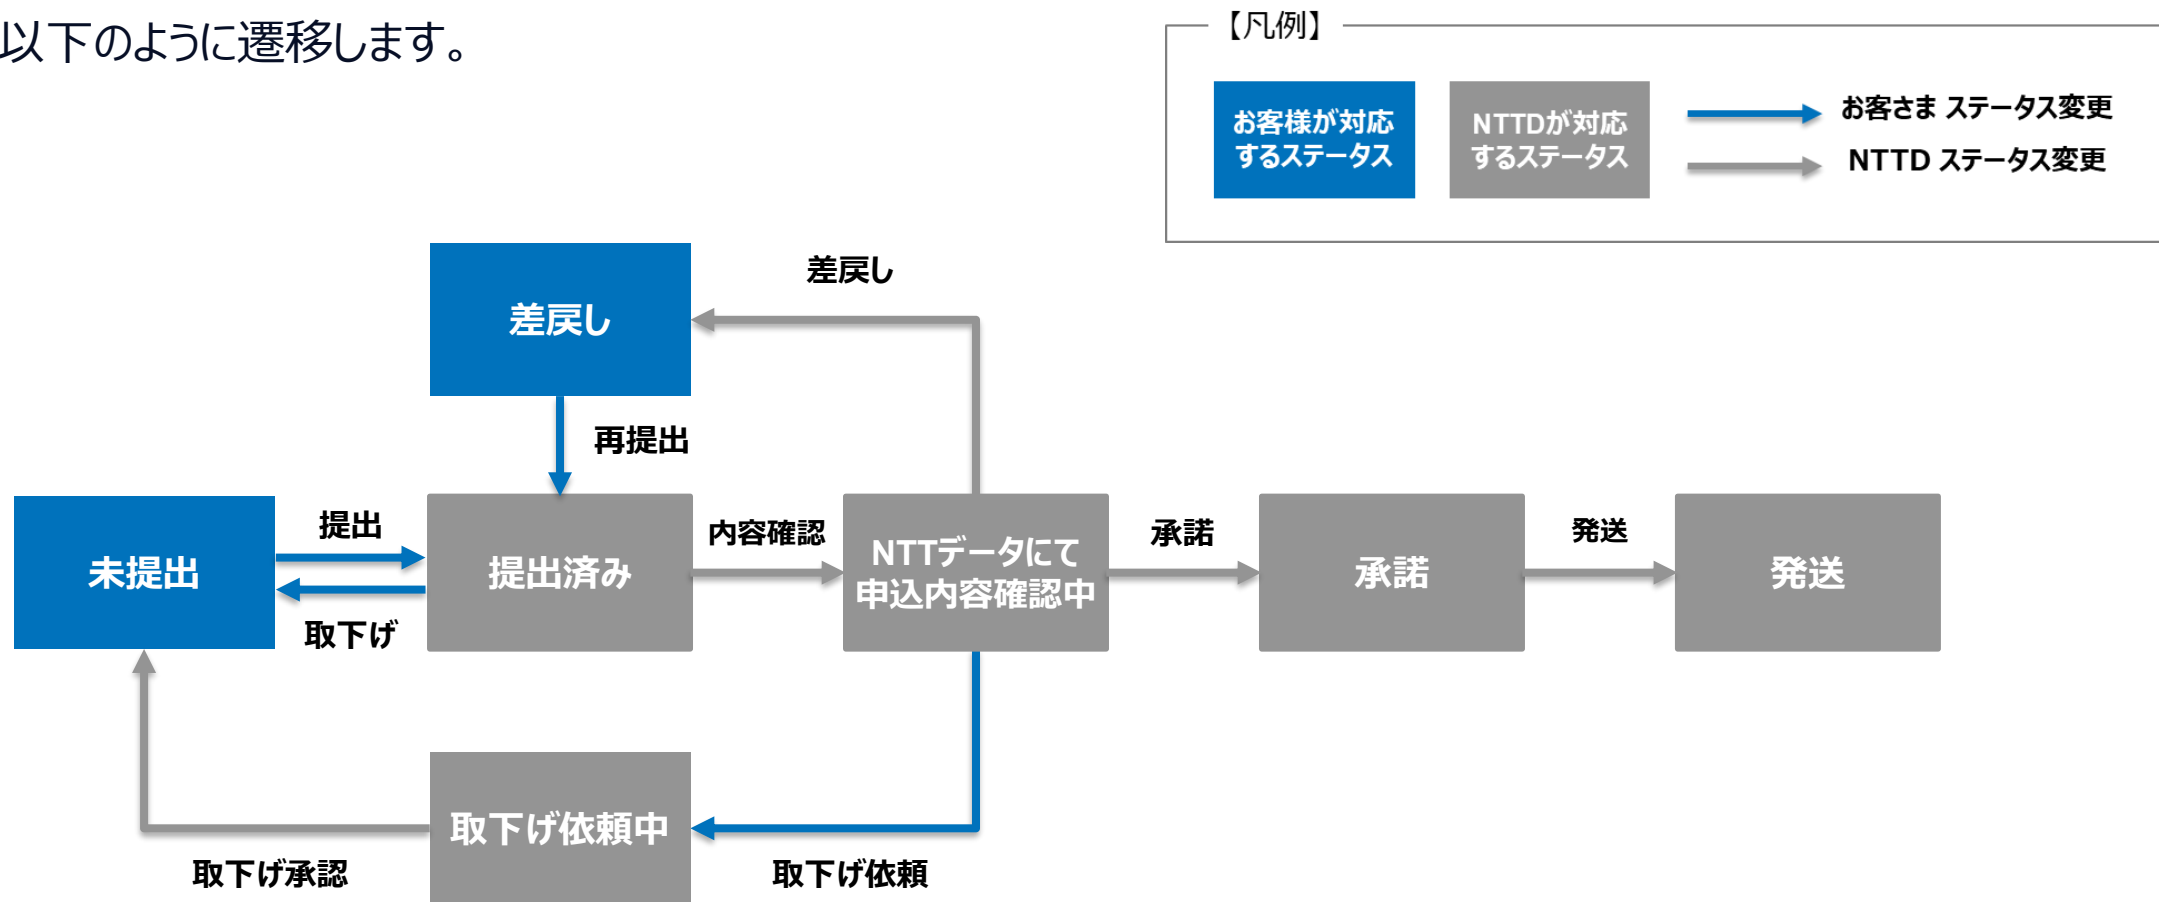 以下のように遷移します。
【凡例】
お客様が対応
するステータス
NTTDが対応
するステータス
お客さま ステータス変更
NTTD ステータス変更
差戻し
差戻し
再提出
未提出
提出
取下げ
提出済み
内容確認
NTTデータにて
申込内容確認中
承諾
承諾
発送
発送
取下げ依頼中
取下げ承認
取下げ依頼